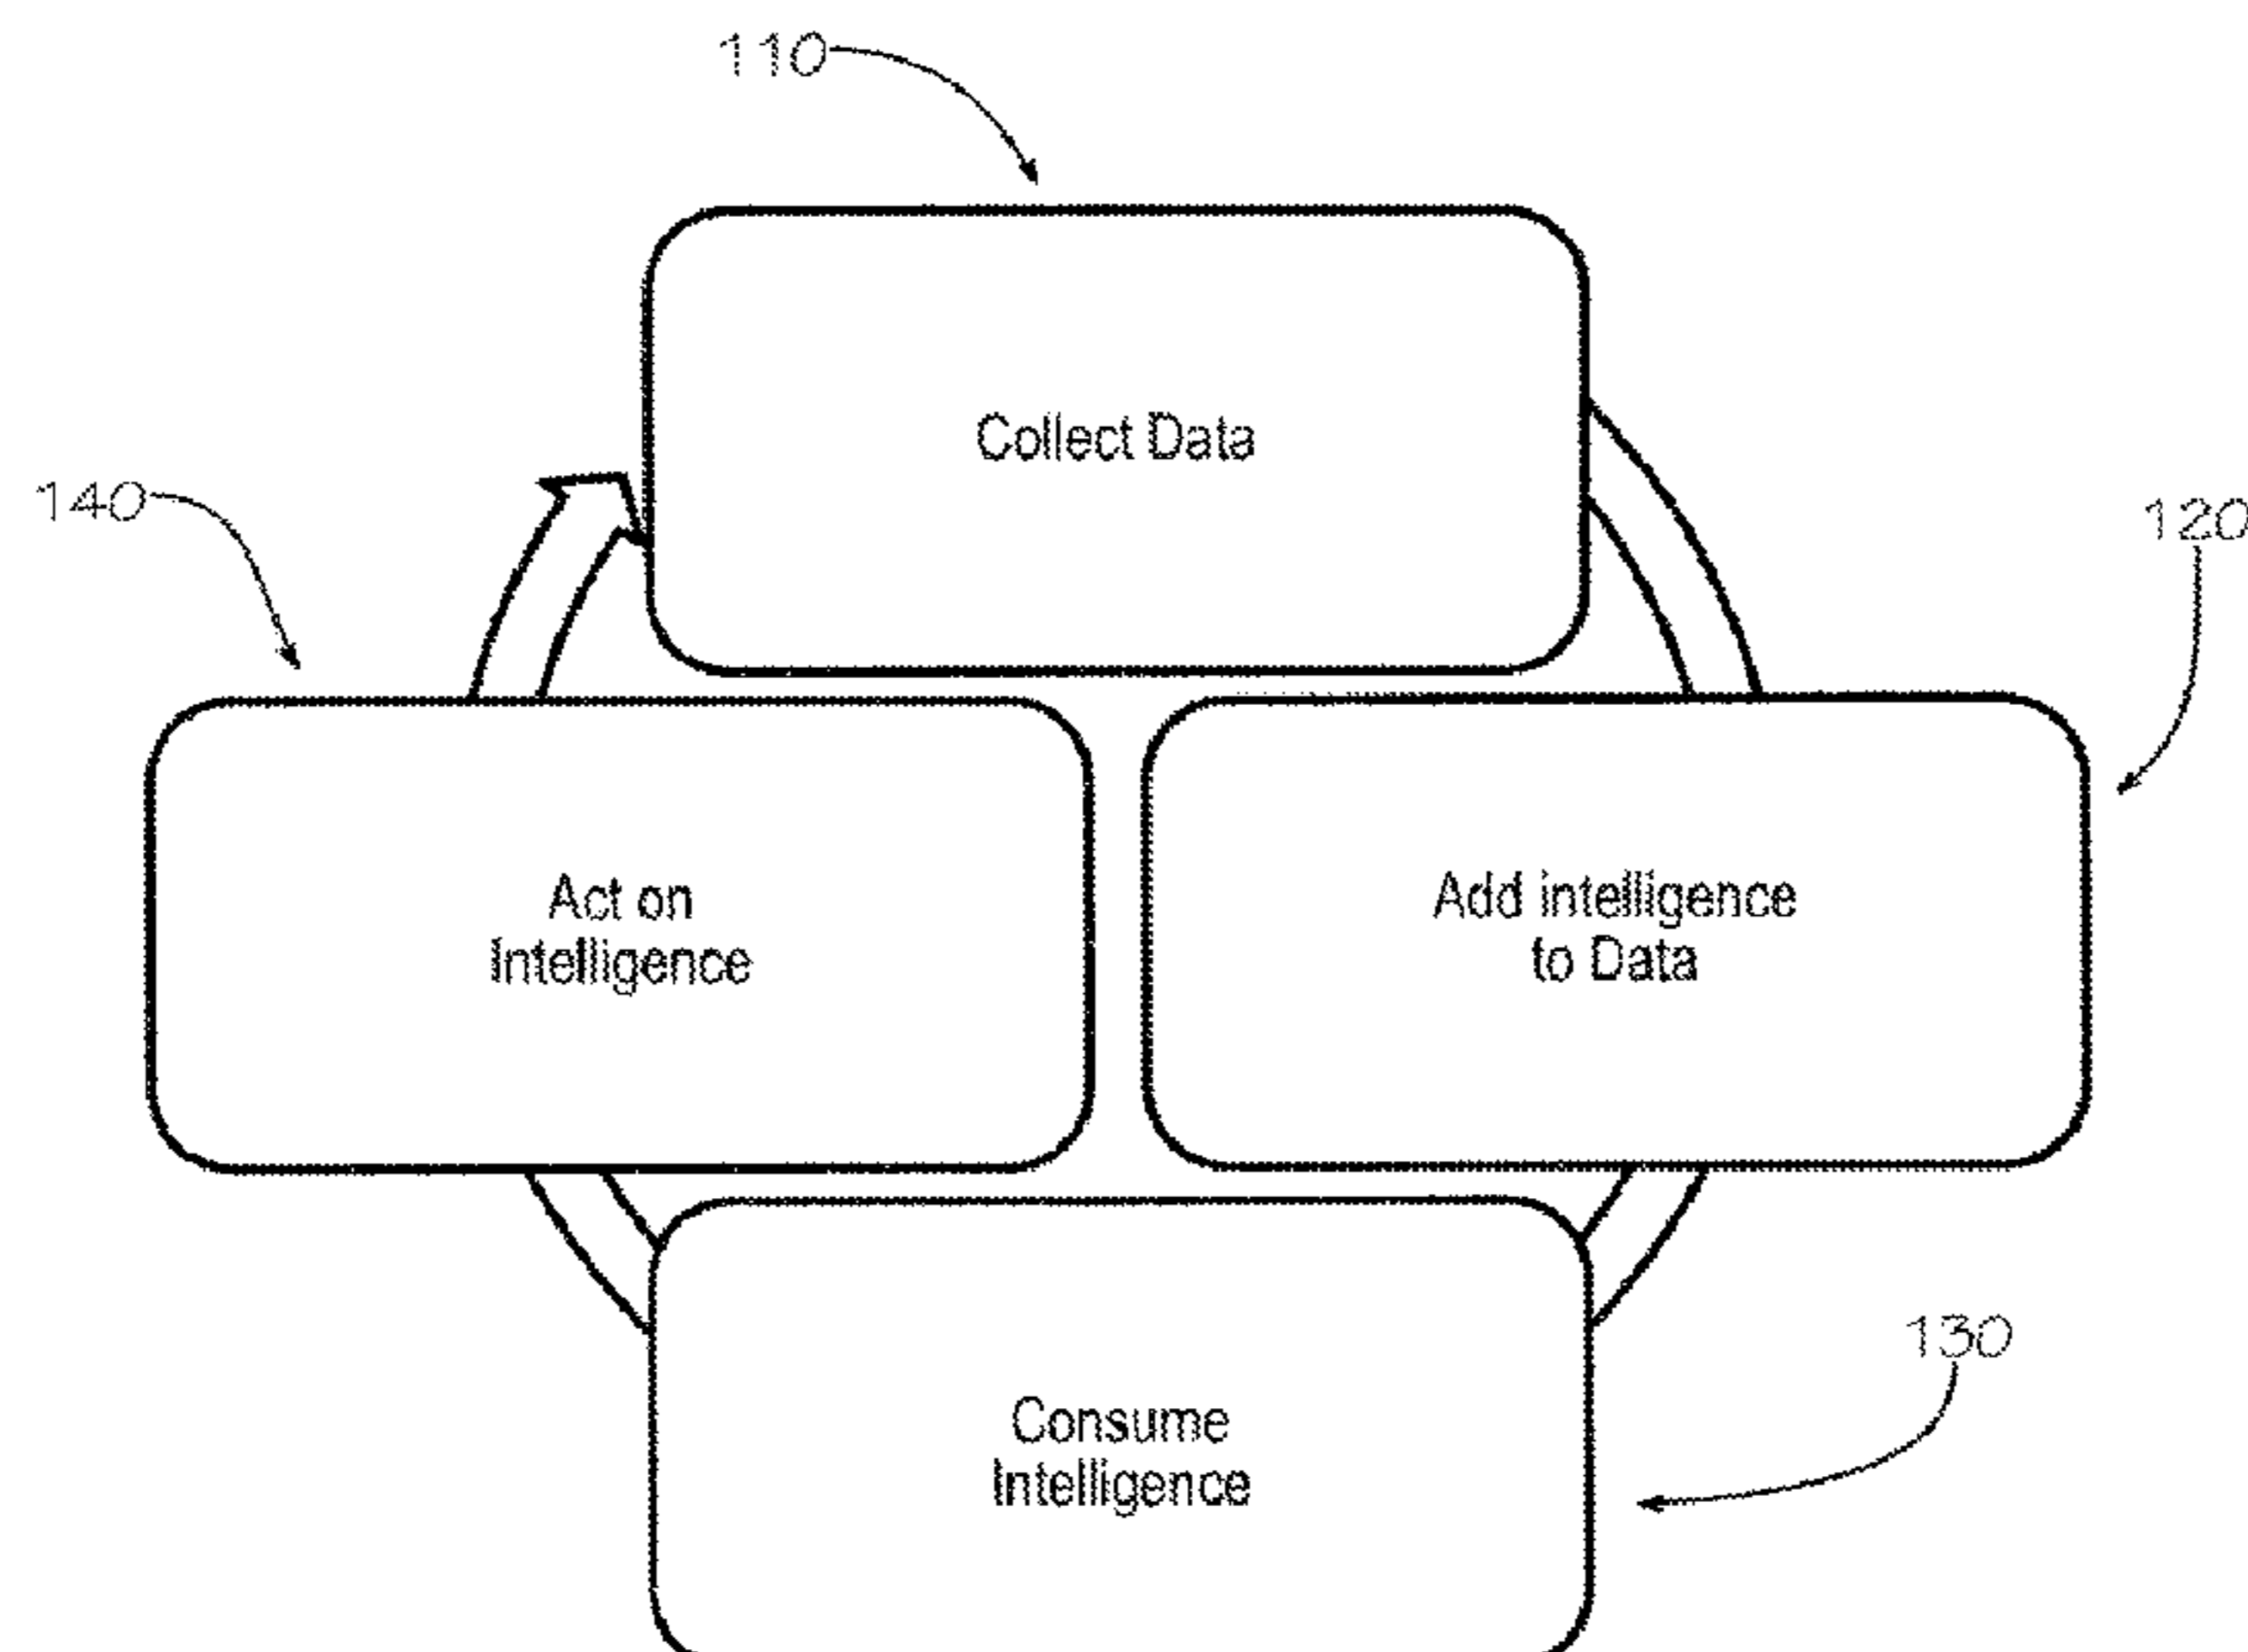 110
Collect Data
140
120
Act on
Intelligence
Add intelligence
to Data
130
Consume
Intelligence